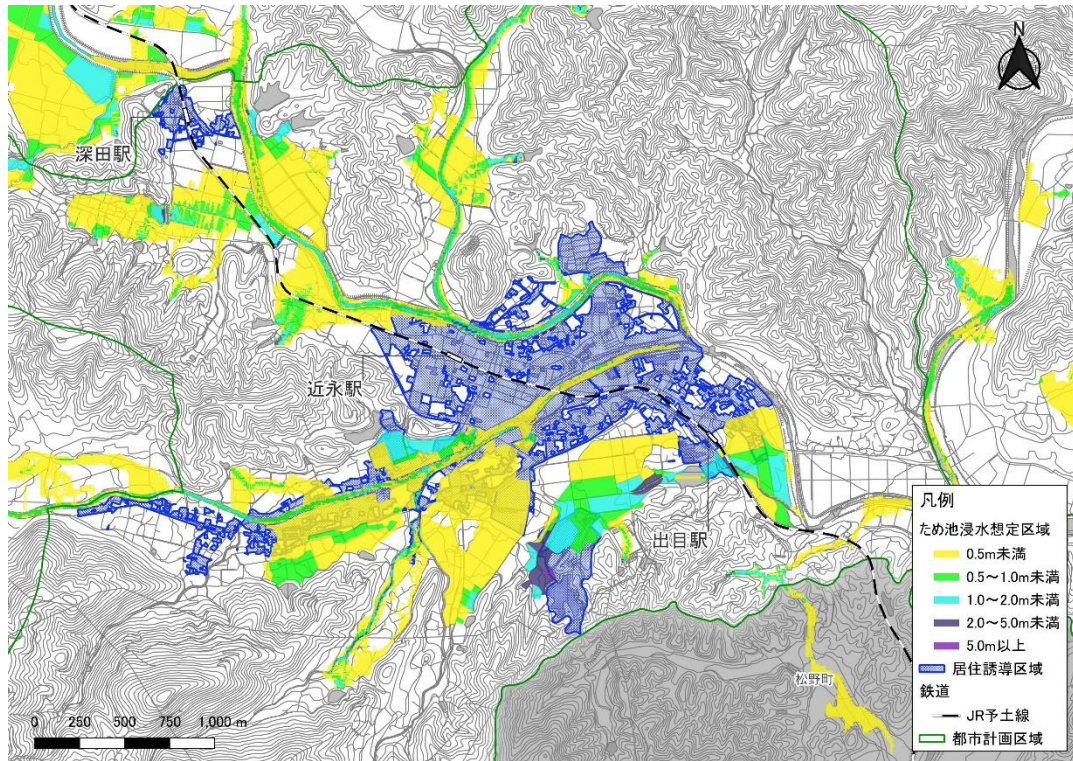 N
深田駅
近永駅
出目駅
松野町
凡例
ため池浸水想定区域
0.5m未満
0.5～1.0m未満
1.0～2.0m未満
2.0～5.0m未満
5.0m以上
居住誘導区域
鉄道
JR予土線
都市計画区域
0 250 500 750 1,000 m